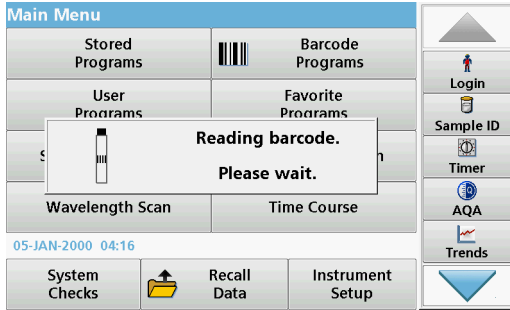 Main Menu
Stored
Programs
Barcode
Programs
User
Programs
Favorite
Programs
Reading barcode.
Please wait.
Wavelength Scan
Time Course
05-JAN-2000 04:16
System
Checks
Recall
Data
Instrument
Setup
Login
Sample ID
Timer
AQA
Trends